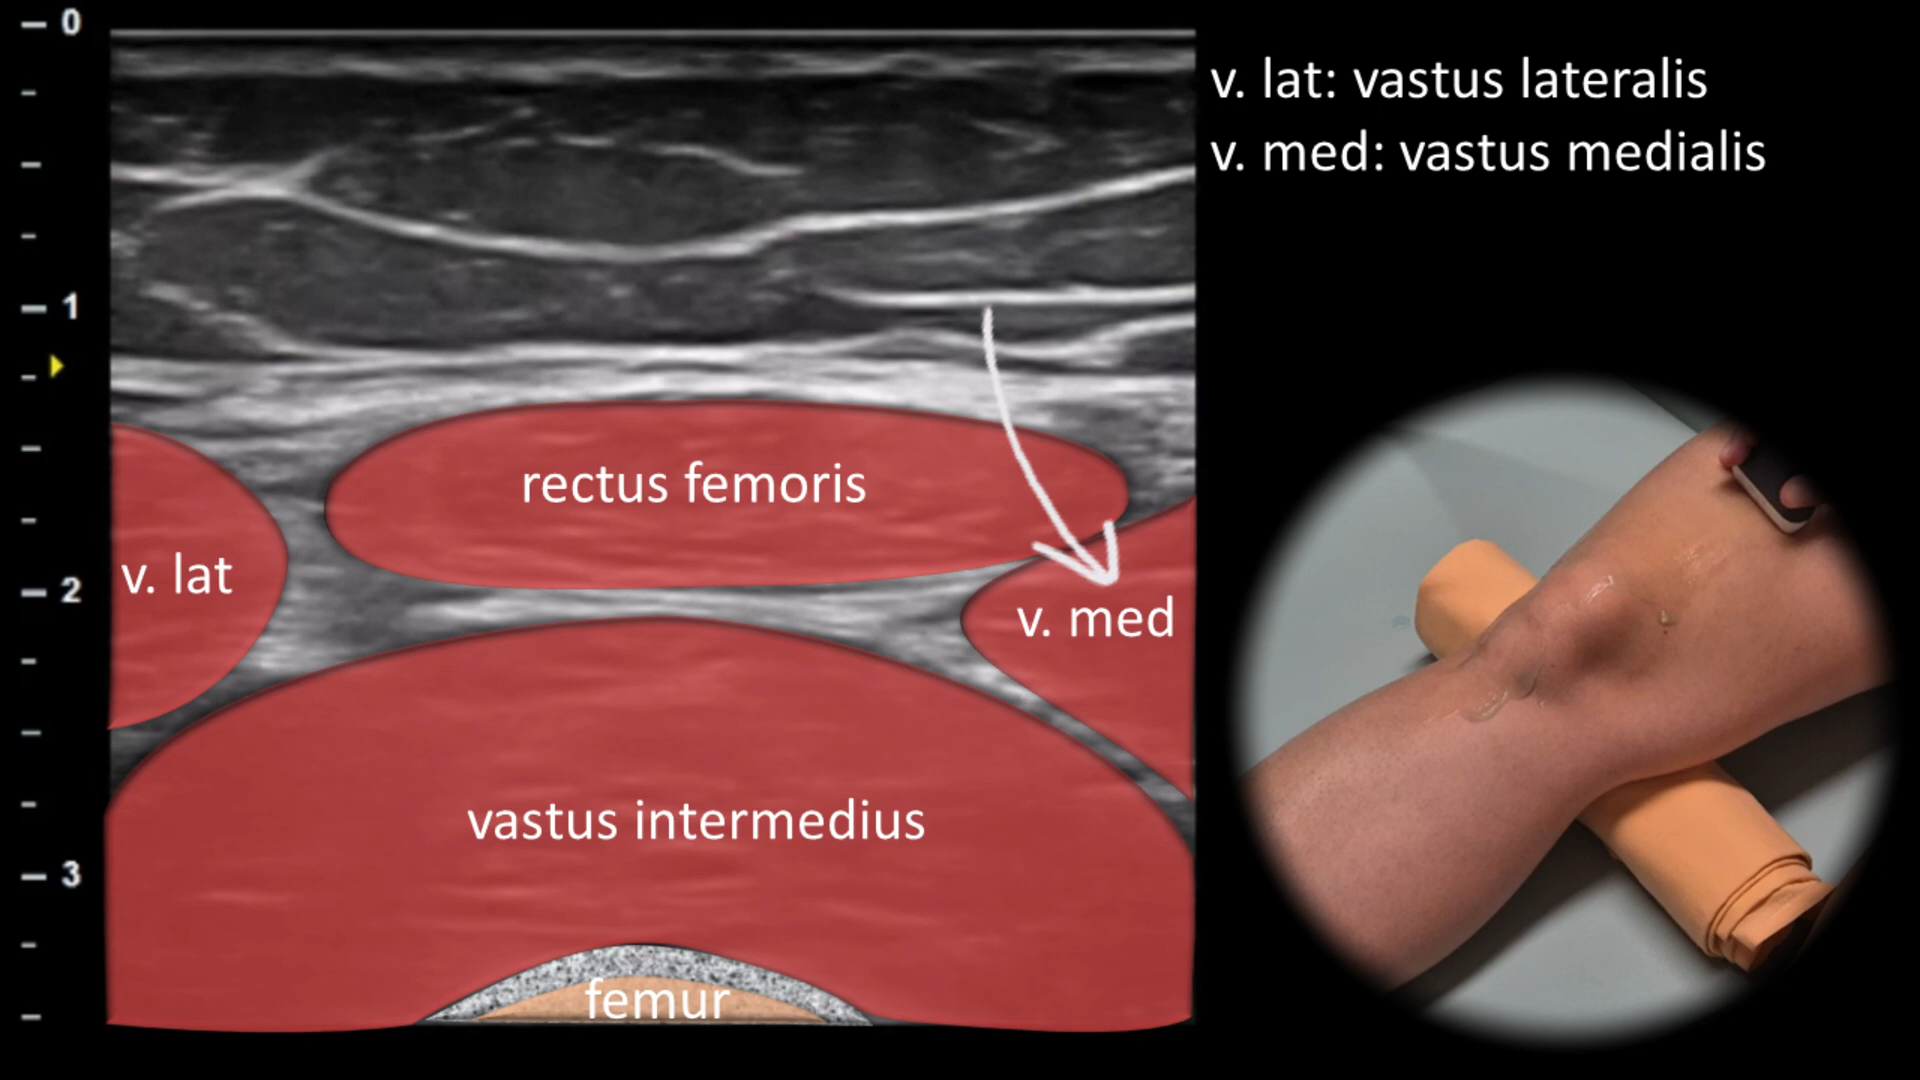 0
1
2
3
v. lat: vastus lateralis
v. med: vastus medialis
rectus femoris
v. lat
v. med
vastus intermedius
femur